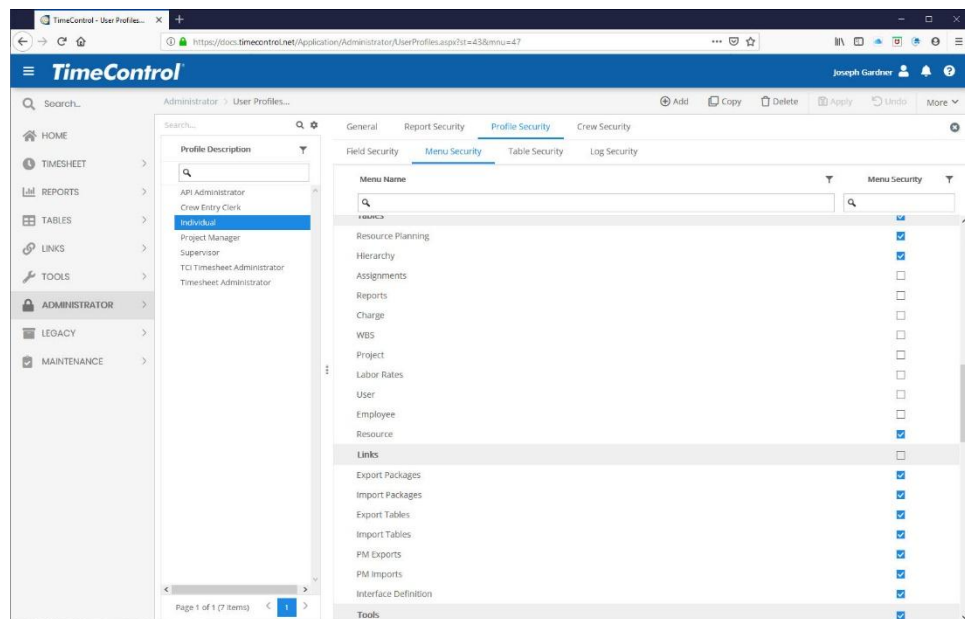 TimeControl - User Profiles...
https://docs.timecontrol.net/Application/Administrator/UserProfiles.aspx?st=43&mnu=47
TimeControl
Joseph Gardner
Search...
Administrator > User Profiles...
Add Copy Delete Apply Undo More
HOME
TIMESHEET
REPORTS
TABLES
LINKS
TOOLS
ADMINISTRATOR
LEGACY
MAINTENANCE
Search...
Profile Description
API Administrator
Crew Entry Clerk
Individual
Project Manager
Supervisor
TCI Timesheet Administrator
Timesheet Administrator
Page 1 of 1 (7 items) 1
General Report Security Profile Security Crew Security
Field Security Menu Security Table Security Log Security
Menu Name Menu Security
Tables
Resource Planning
Hierarchy
Assignments
Reports
Charge
WBS
Project
Labor Rates
User
Employee
Resource
Links
Export Packages
Import Packages
Export Tables
Import Tables
PM Exports
PM Imports
Interface Definition
Tools